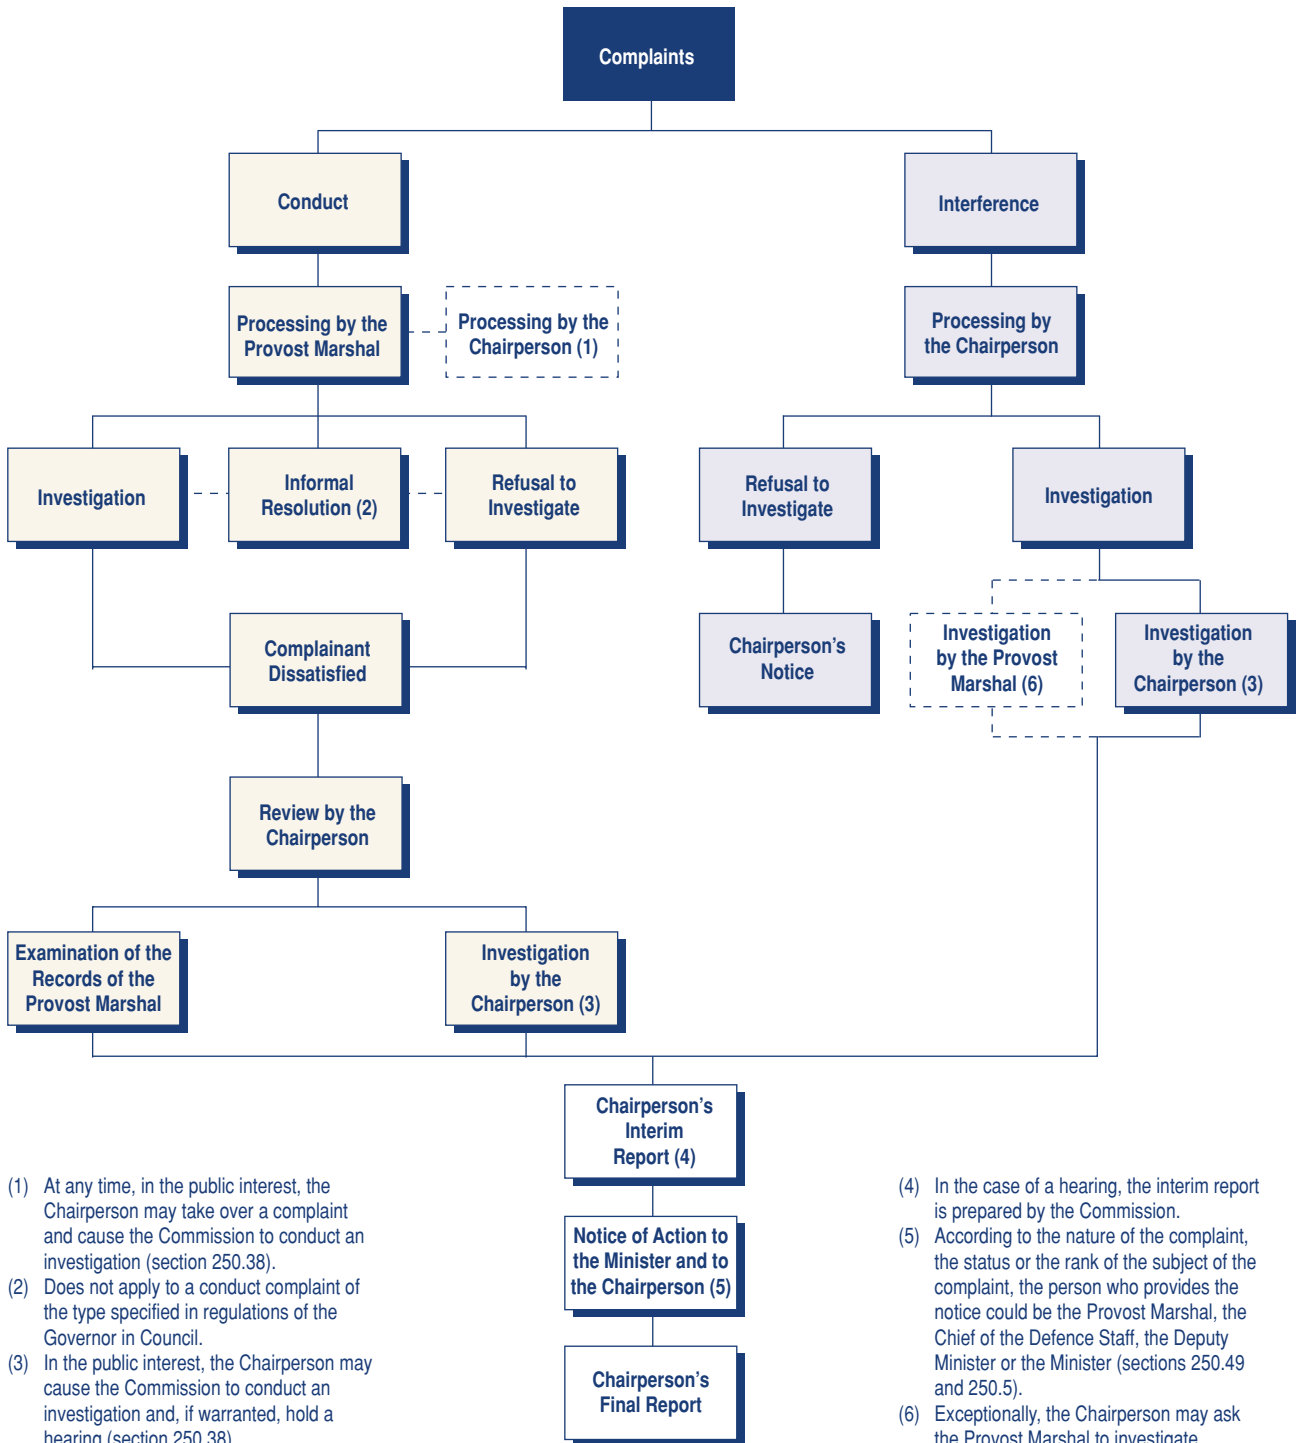 Complaints
Conduct
Interference
Processing by the
Provost Marshal
Processing by the
Chairperson (1)
Processing by
the Chairperson
Investigation
Informal
Resolution (2)
Refusal to
Investigate
Refusal to
Investigate
Investigation
Complainant
Dissatisfied
Chairperson’s
Notice
Investigation
by the Provost
Marshal (6)
Investigation
by the
Chairperson (3)
Review by the
Chairperson
Examination of the
Records of the
Provost Marshal
Investigation
by the
Chairperson (3)
Chairperson’s
Interim
Report (4)
Notice of Action to
the Minister and to
the Chairperson (5)
Chairperson’s
Final Report
(1) At any time, in the public interest, the
Chairperson may take over a complaint
and cause the Commission to conduct an
investigation (section 250.38).
(2) Does not apply to a conduct complaint of
the type specified in regulations of the
Governor in Council.
(3) In the public interest, the Chairperson may
cause the Commission to conduct an
investigation and, if warranted, hold a
hearing (section 250.38)
(4) In the case of a hearing, the interim report
is prepared by the Commission.
(5) According to the nature of the complaint,
the status or the rank of the subject of the
complaint, the person who provides the
notice could be the Provost Marshal, the
Chief of the Defence Staff, the Deputy
Minister or the Minister (sections 250.49
and 250.5).
(6) Exceptionally, the Chairperson may ask
the Provost Marshal to investigate